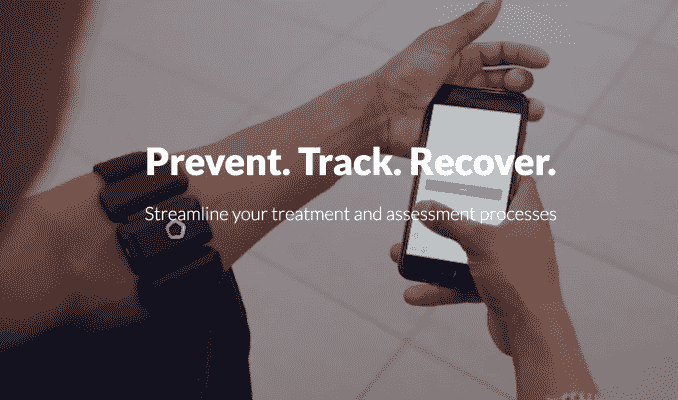 Prevent. Track. Recover.
Streamline your treatment and assessment processes